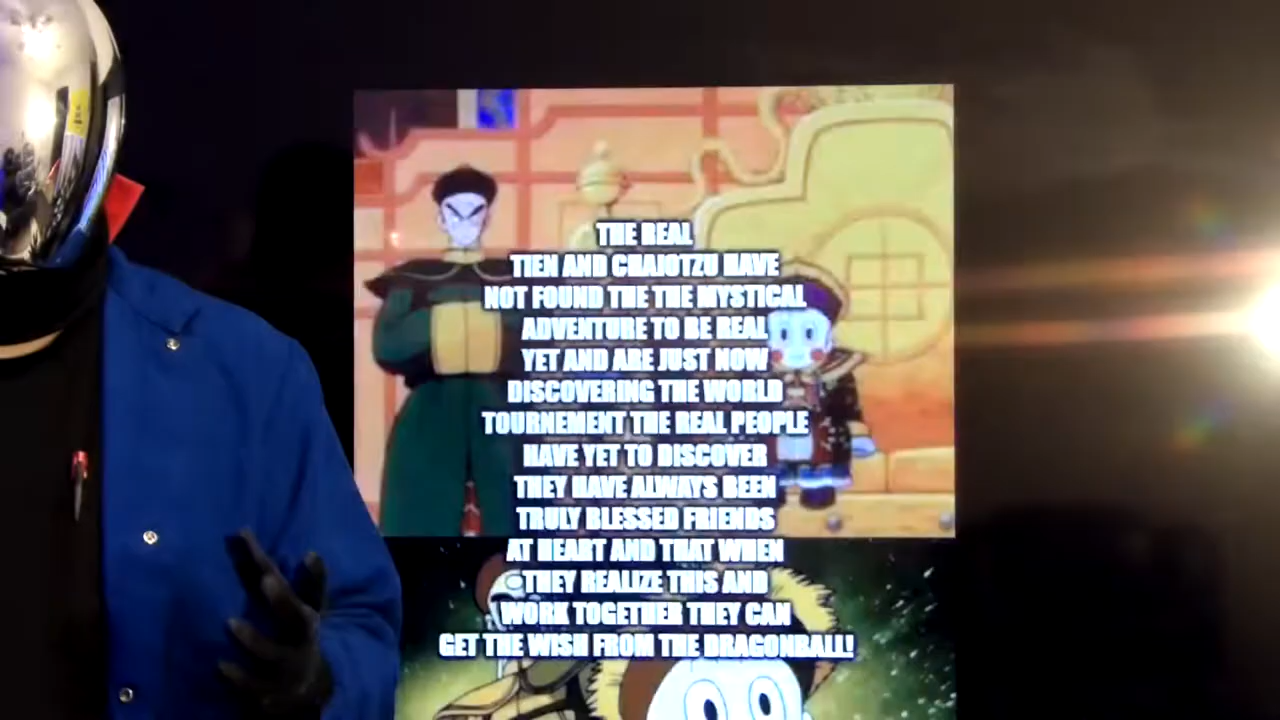 THE REAL
TIEN AND CHAIOTZU HAVE
NOT FOUND THE THE MYSTICAL
ADVENTURE TO BE REAL
YET AND ARE JUST NOW
DISCOVERING THE WORLD
TOURNEMENT THE REAL PEOPLE
HAVE YET TO DISCOVER
THEY HAVE ALWAYS BEEN
TRULY BLESSED FRIENDS
AT HEART AND THAT WHEN
THEY REALIZE THIS AND
WORK TOGETHER THEY CAN
GET THE WISH FROM THE DRAGONBALL!